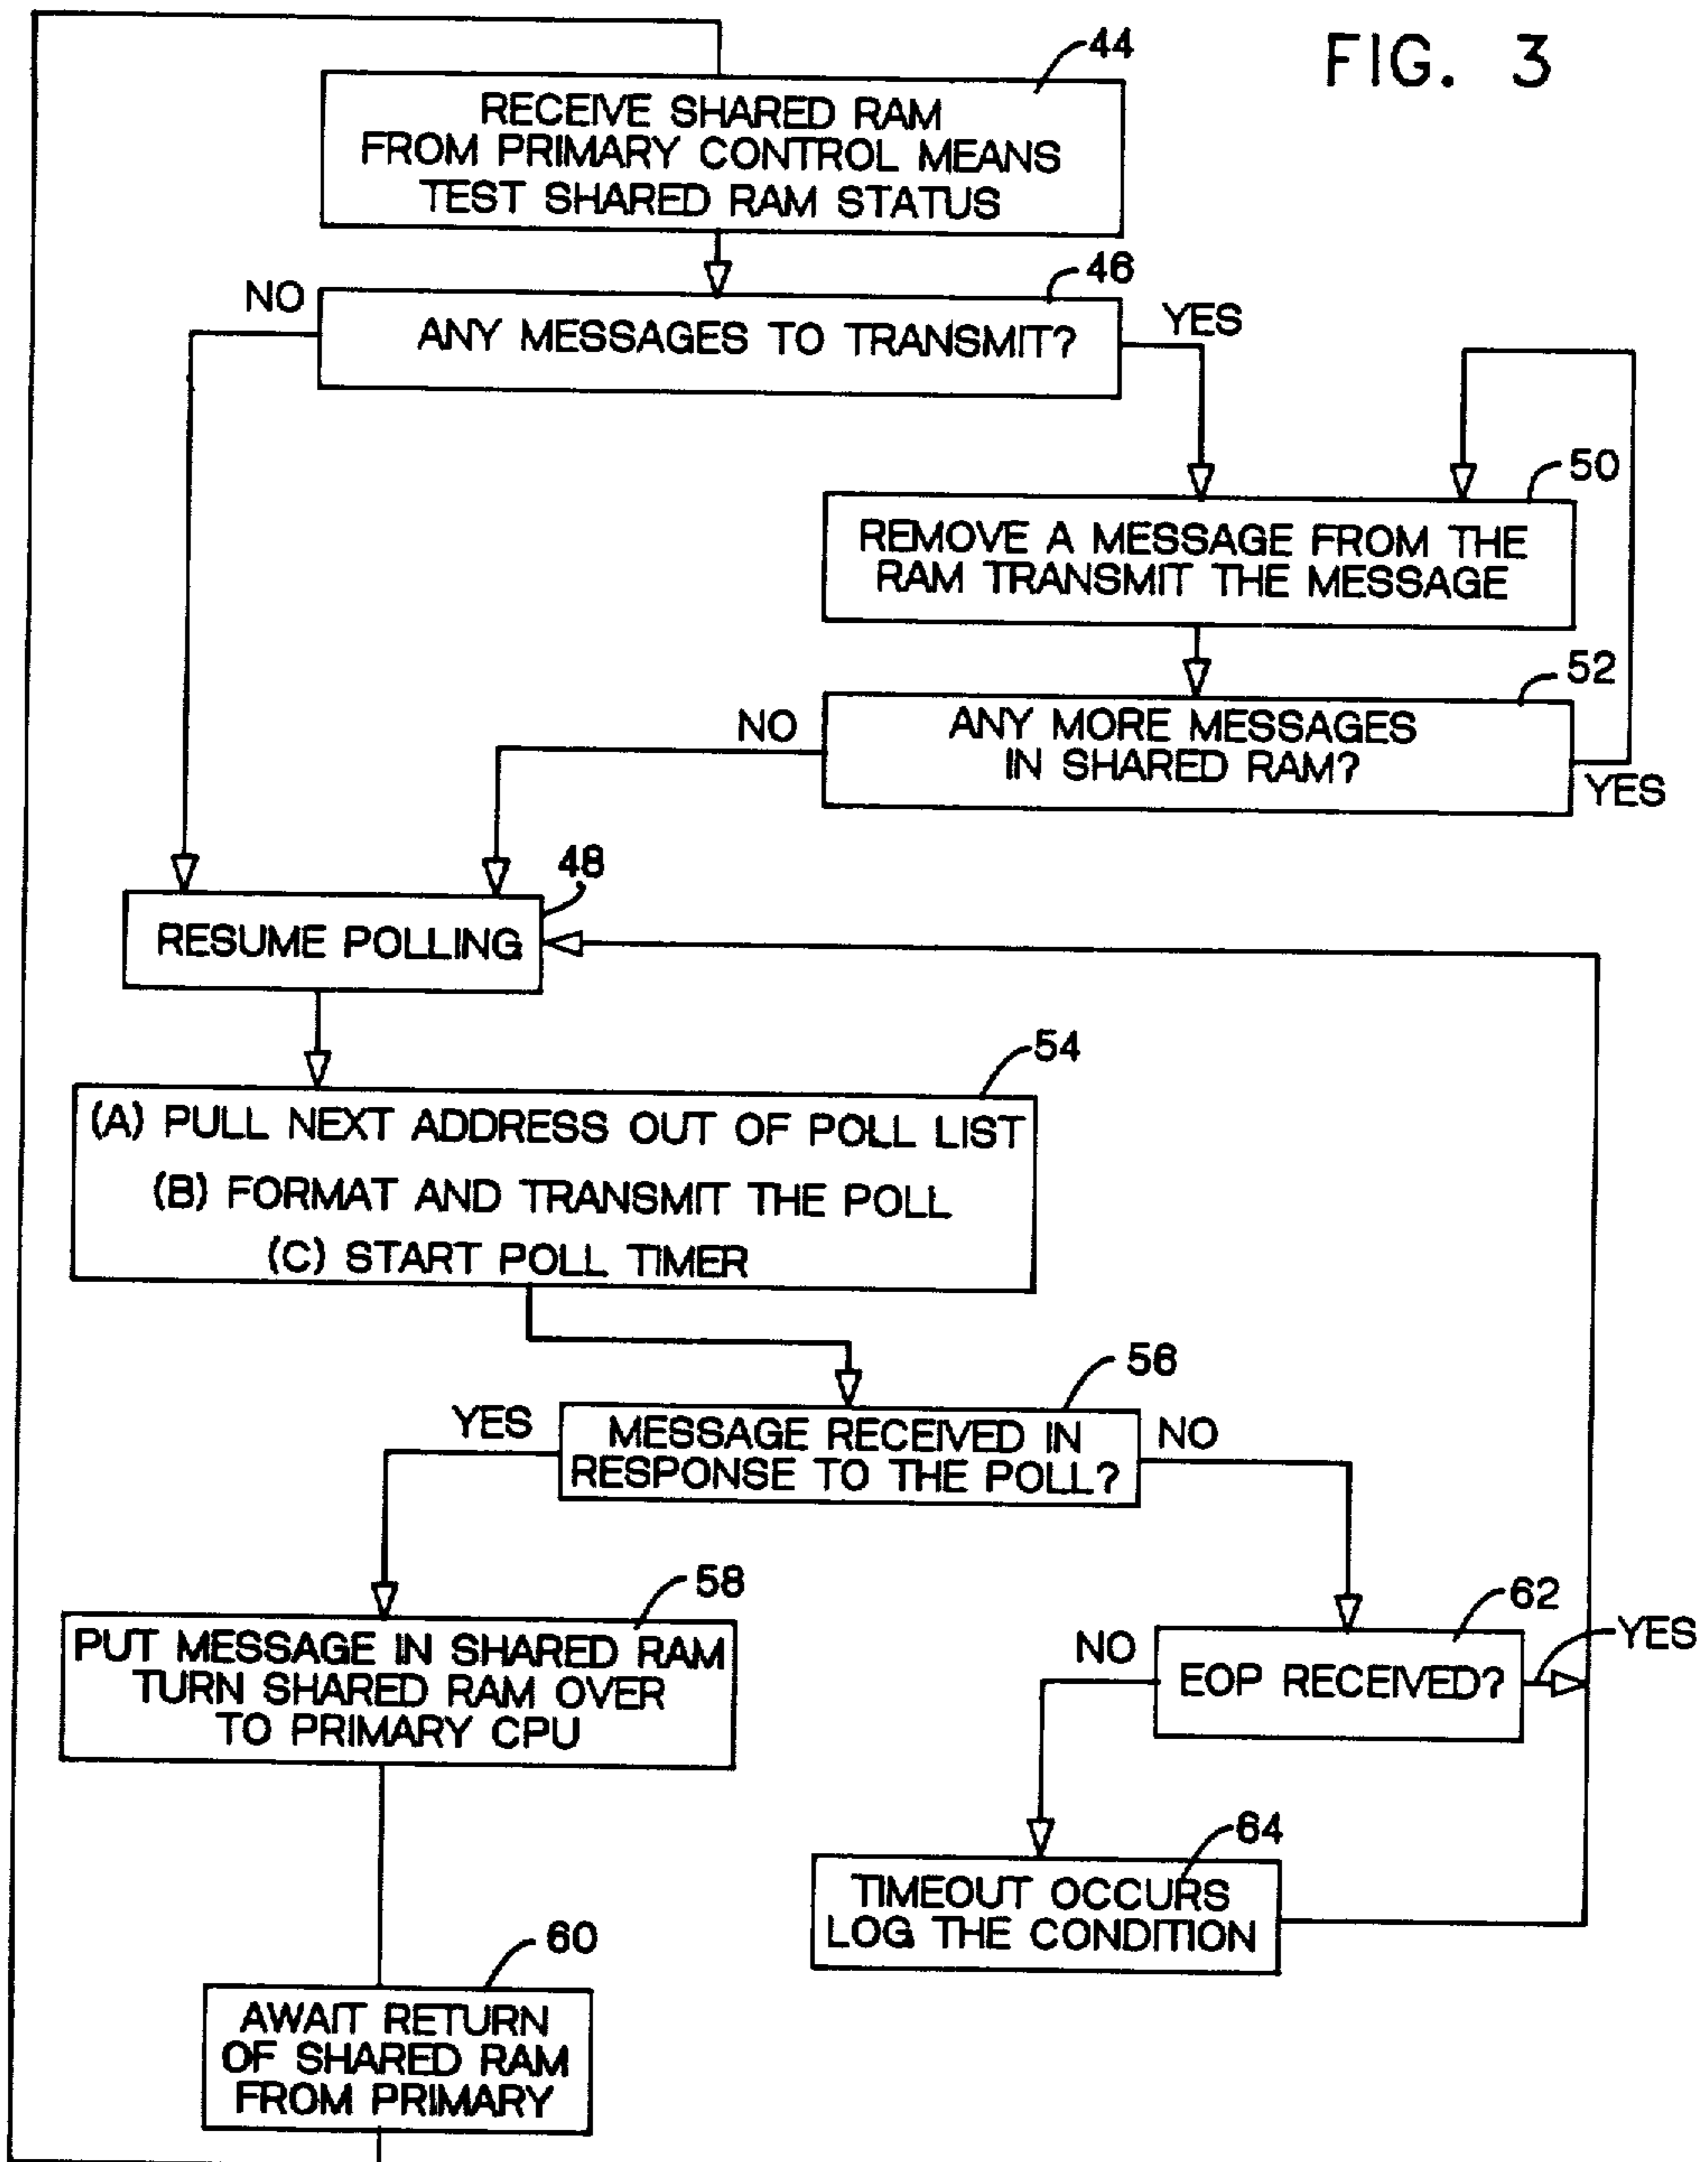 FIG. 3
44
RECEIVE SHARED RAM
FROM PRIMARY CONTROL MEANS
TEST SHARED RAM STATUS
46
NO
ANY MESSAGES TO TRANSMIT?
YES
50
REMOVE A MESSAGE FROM THE
RAM TRANSMIT THE MESSAGE
52
NO
ANY MORE MESSAGES
IN SHARED RAM?
YES
48
RESUME POLLING
54
(A) PULL NEXT ADDRESS OUT OF POLL LIST
(B) FORMAT AND TRANSMIT THE POLL
(C) START POLL TIMER
56
YES
MESSAGE RECEIVED IN
RESPONSE TO THE POLL?
NO
58
PUT MESSAGE IN SHARED RAM
TURN SHARED RAM OVER
TO PRIMARY CPU
62
NO
EOP RECEIVED?
YES
64
TIMEOUT OCCURS
LOG THE CONDITION
60
AWAIT RETURN
OF SHARED RAM
FROM PRIMARY